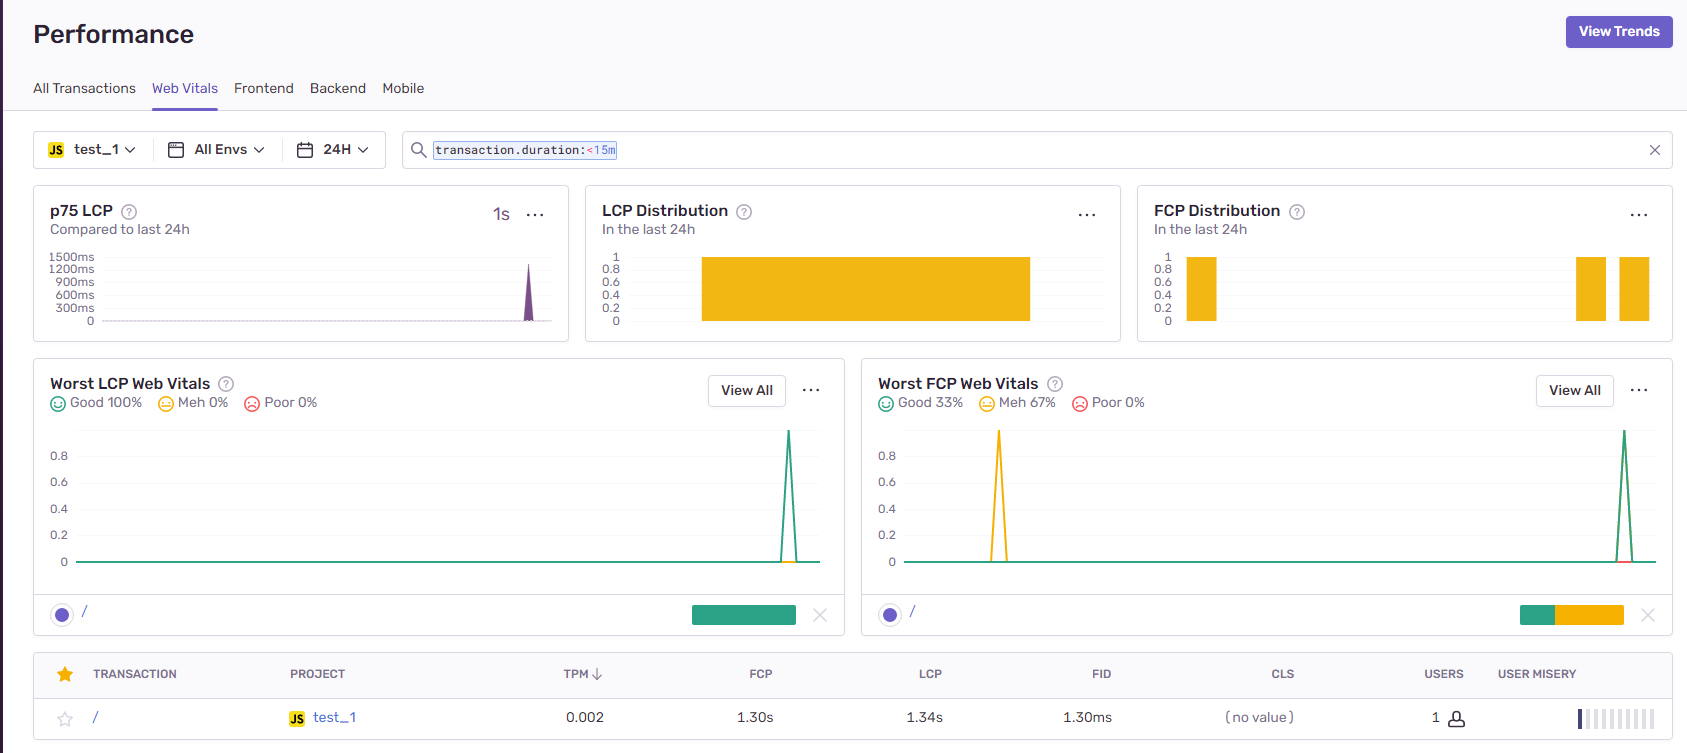 Performance
View Trends
All Transactions Web Vitals Frontend Backend Mobile
JS test_1 All Envs 24H transaction.duration:<15m
p75 LCP ? 1s ...
Compared to last 24h
1500ms
1200ms
900ms
600ms
300ms
0
LCP Distribution ? ...
In the last 24h
1
0.8
0.6
0.4
0.2
0
FCP Distribution ? ...
In the last 24h
1
0.8
0.6
0.4
0.2
0
Worst LCP Web Vitals ? View All ...
Good 100% Meh 0% Poor 0%
0.8
0.6
0.4
0.2
0
/
Worst FCP Web Vitals ? View All ...
Good 33% Meh 67% Poor 0%
0.8
0.6
0.4
0.2
0
/
TRANSACTION PROJECT TPM FCP LCP FID CLS USERS USER MISERY
/ JS test_1 0.002 1.30s 1.34s 1.30ms (no value) 1